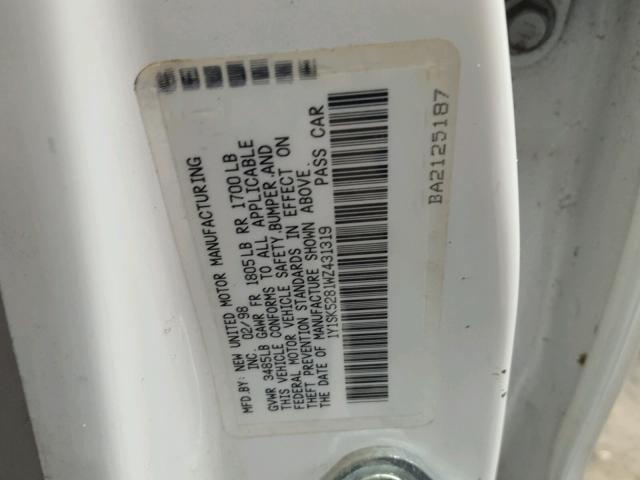 MFD.BY: NEW UNITED MOTOR MANUFACTURING
INC. 02/98
GVWR 3485LB GAWR FR 1805LB RR 1700LB
THIS VEHICLE CONFORMS TO ALL APPLICABLE
FEDERAL MOTOR VEHICLE SAFETY,BUMPER,AND
THEFT PREVENTION STANDARDS IN EFFECT ON
THE DATE OF MANUFACTURE SHOWN ABOVE.
1Y1SK5281WZ431319 PASS CAR
BA2125187